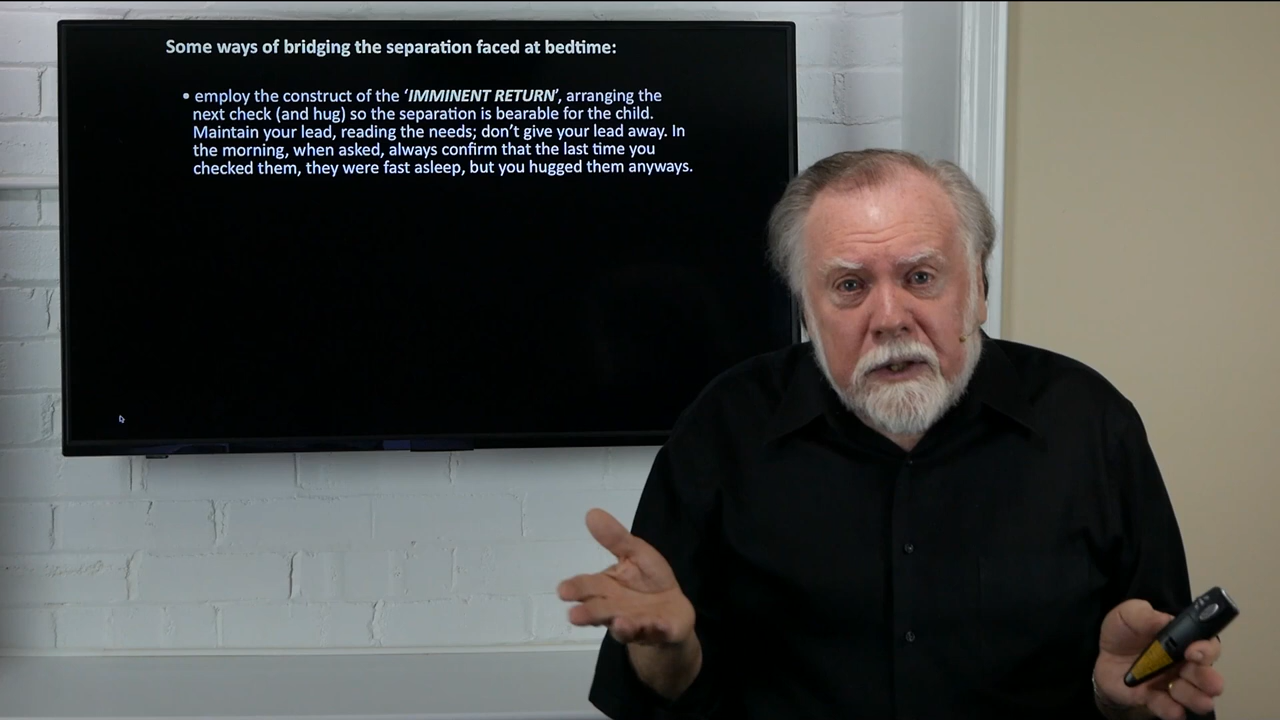 Some ways of bridging the separation faced at bedtime:
• employ the construct of the ‘IMMINENT RETURN’, arranging the
next check (and hug) so the separation is bearable for the child.
Maintain your lead, reading the needs; don’t give your lead away. In
the morning, when asked, always confirm that the last time you
checked them, they were fast asleep, but you hugged them anyways.